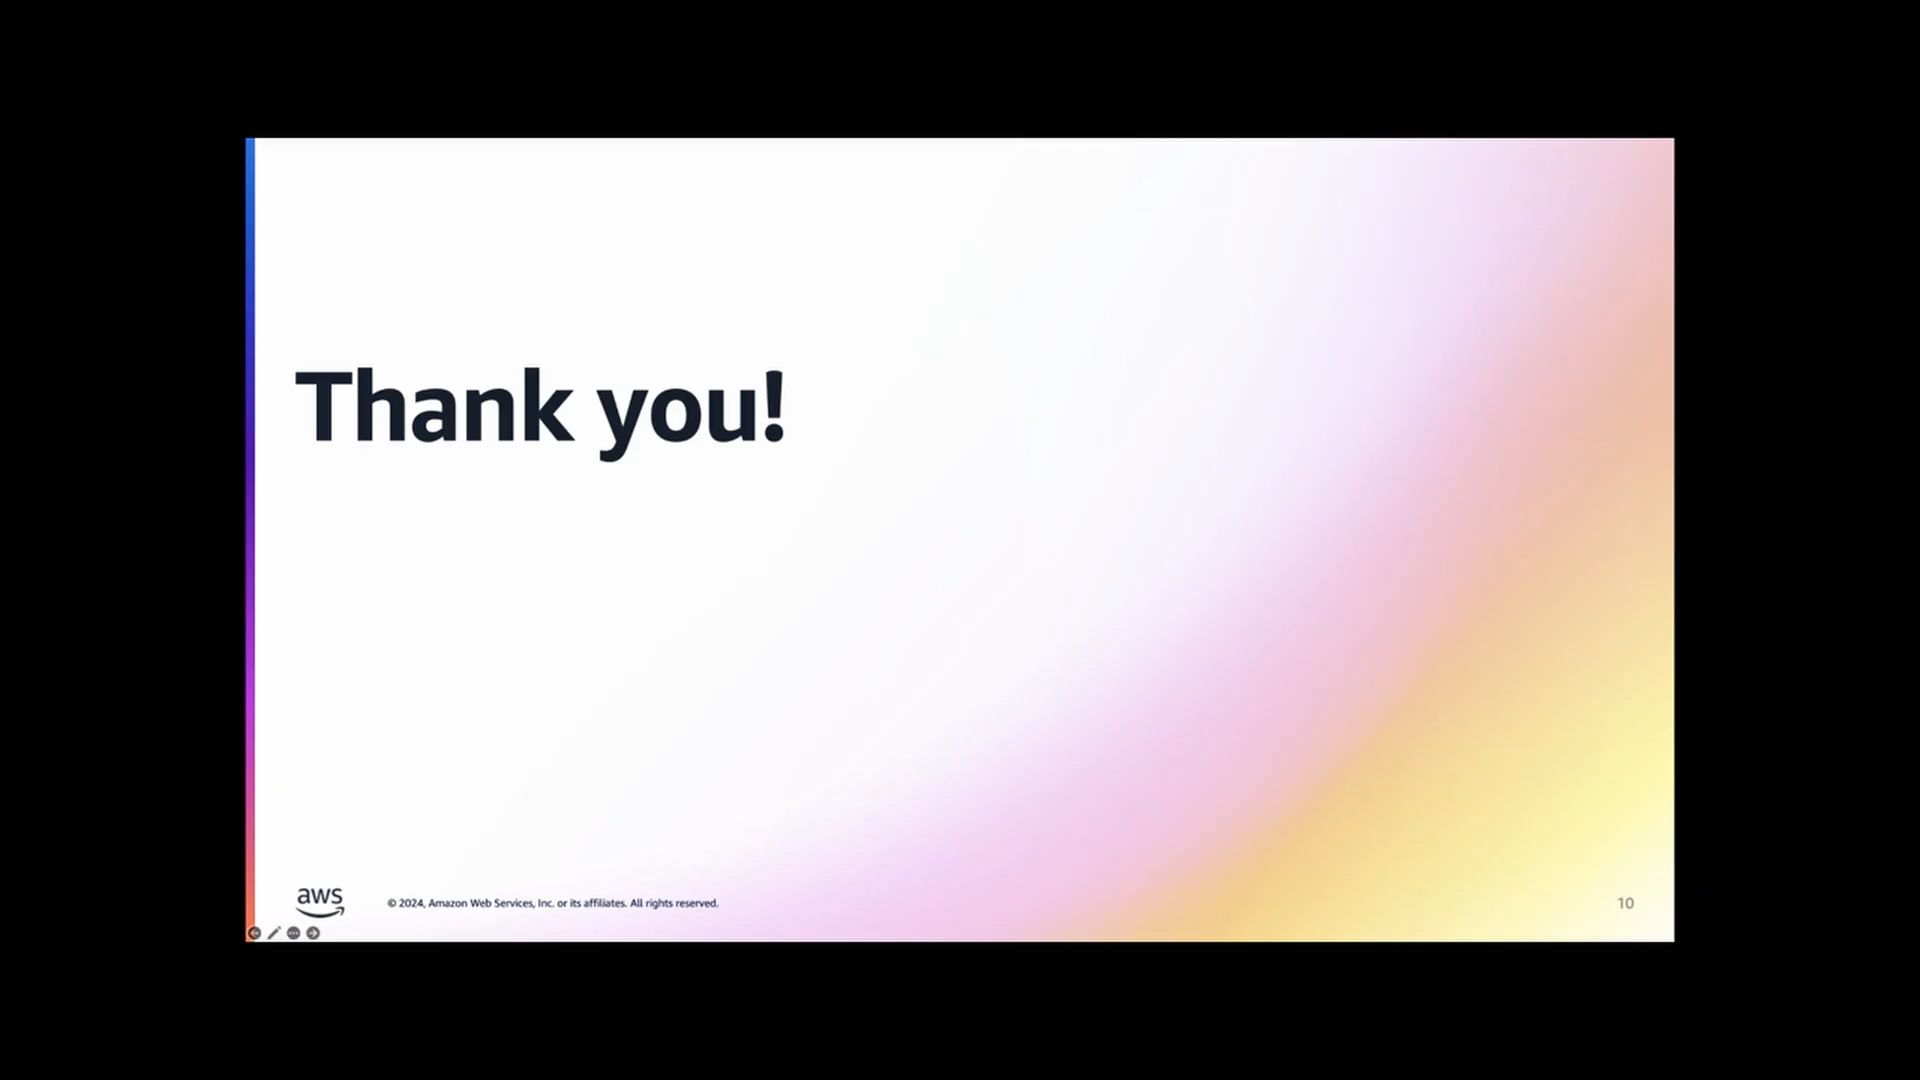 Thank you!
aws
© 2024, Amazon Web Services, Inc. or its affiliates. All rights reserved.
10